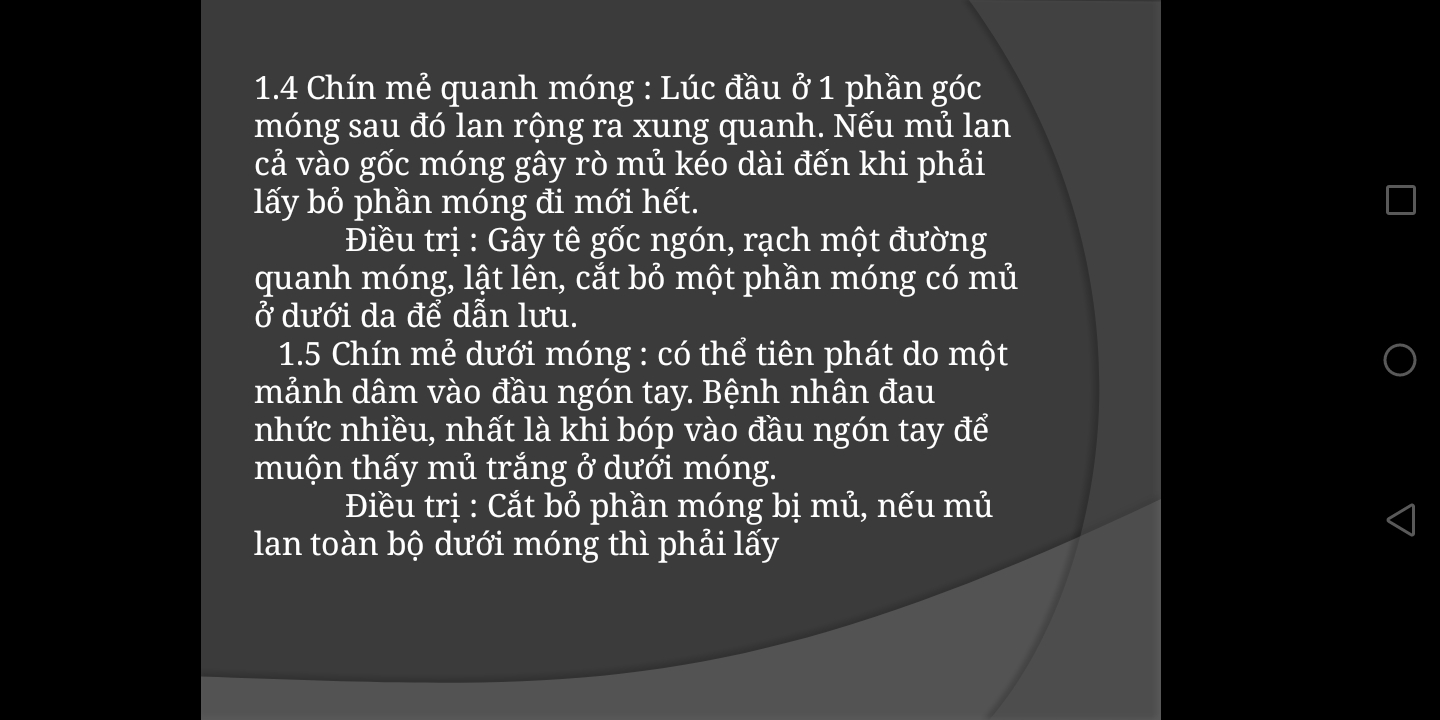 1.4 Chín mẻ quanh móng : Lúc đầu ở 1 phần góc
móng sau đó lan rộng ra xung quanh. Nếu mủ lan
cả vào gốc móng gây rò mủ kéo dài đến khi phải
lấy bỏ phần móng đi mới hết.
Điều trị : Gây tê gốc ngón, rạch một đường
quanh móng, lật lên, cắt bỏ một phần móng có mủ
ở dưới da để dẫn lưu.
1.5 Chín mẻ dưới móng : có thể tiên phát do một
mảnh dâm vào đầu ngón tay. Bệnh nhân đau
nhức nhiều, nhất là khi bóp vào đầu ngón tay để
muộn thấy mủ trắng ở dưới móng.
Điều trị : Cắt bỏ phần móng bị mủ, nếu mủ
lan toàn bộ dưới móng thì phải lấy